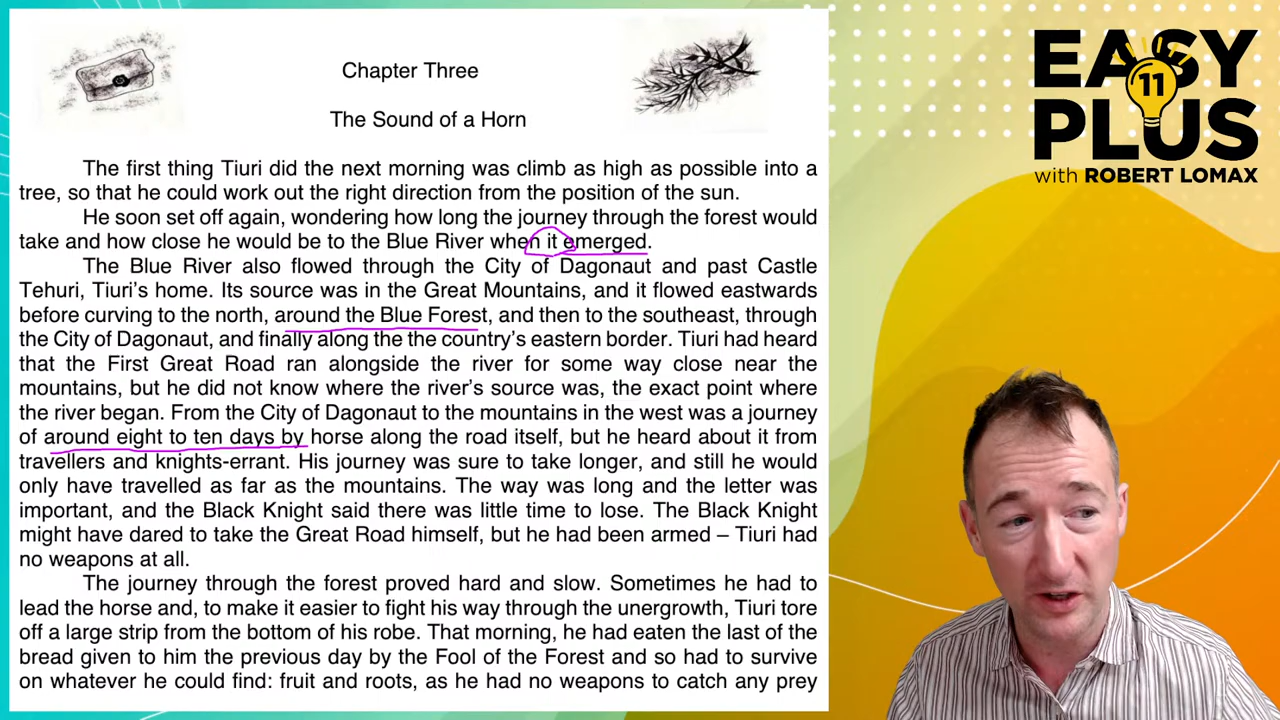 Chapter Three
The Sound of a Horn
The first thing Tiuri did the next morning was climb as high as possible into a
tree, so that he could work out the right direction from the position of the sun.
He soon set off again, wondering how long the journey through the forest would
take and how close he would be to the Blue River when it emerged.
The Blue River also flowed through the City of Dagonaut and past Castle
Tehuri, Tiuri's home. Its source was in the Great Mountains, and it flowed eastwards
before curving to the north, around the Blue Forest, and then to the southeast, through
the City of Dagonaut, and finally along the the country's eastern border. Tiuri had heard
that the First Great Road ran alongside the river for some way close near the
mountains, but he did not know where the river's source was, the exact point where
the river began. From the City of Dagonaut to the mountains in the west was a journey
of around eight to ten days by horse along the road itself, but he heard about it from
travellers and knights-errant. His journey was sure to take longer, and still he would
only have travelled as far as the mountains. The way was long and the letter was
important, and the Black Knight said there was little time to lose. The Black Knight
might have dared to take the Great Road himself, but he had been armed – Tiuri had
no weapons at all.
The journey through the forest proved hard and slow. Sometimes he had to
lead the horse and, to make it easier to fight his way through the unergrowth, Tiuri tore
off a large strip from the bottom of his robe. That morning, he had eaten the last of the
bread given to him the previous day by the Fool of the Forest and so had to survive
on whatever he could find: fruit and roots, as he had no weapons to catch any prey
EASY
11
PLUS
with ROBERT LOMAX